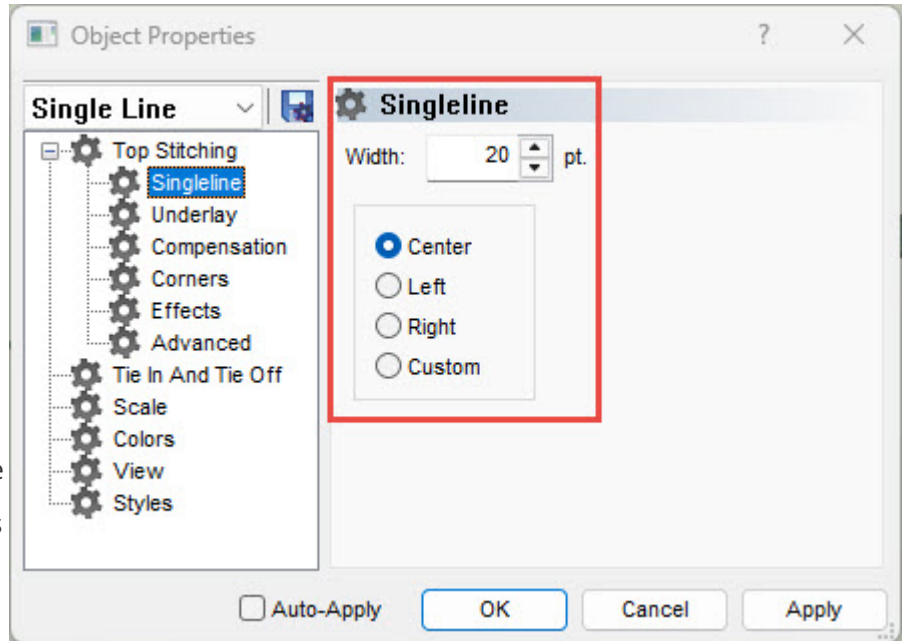 Object Properties ?
Single Line
Top Stitching
Singleline
Underlay
Compensation
Corners
Effects
Advanced
Tie In And Tie Off
Scale
Colors
View
Styles
Singleline
Width: 20 pt.
Center
Left
Right
Custom
Auto-Apply OK Cancel Apply